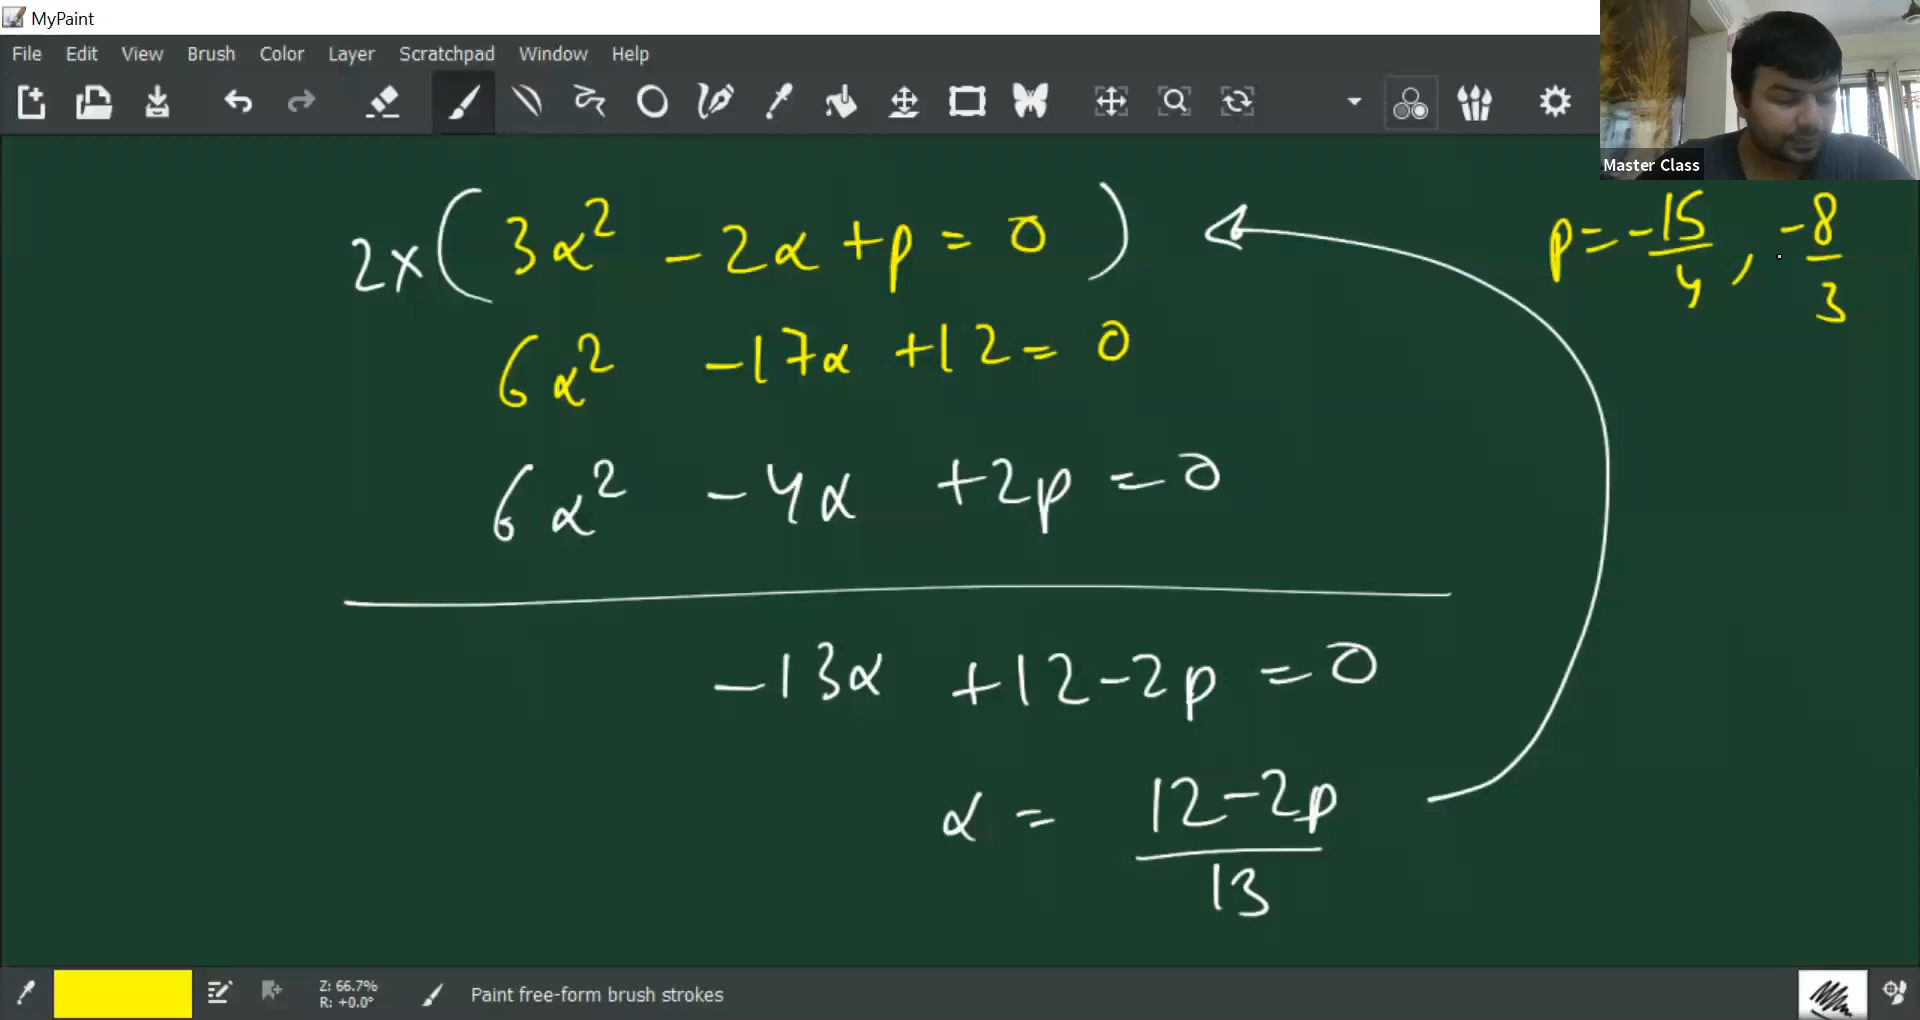 MyPaint
File Edit View Brush Color Layer Scratchpad Window Help
Master Class
2×(3α² - 2α + p = 0)
p = -15/4, -8/3
6α² - 17α + 12 = 0
6α² - 4α + 2p = 0
-13α + 12 - 2p = 0
α = 12-2p/13
Z: 66.7%
R: +0.0°
Paint free-form brush strokes